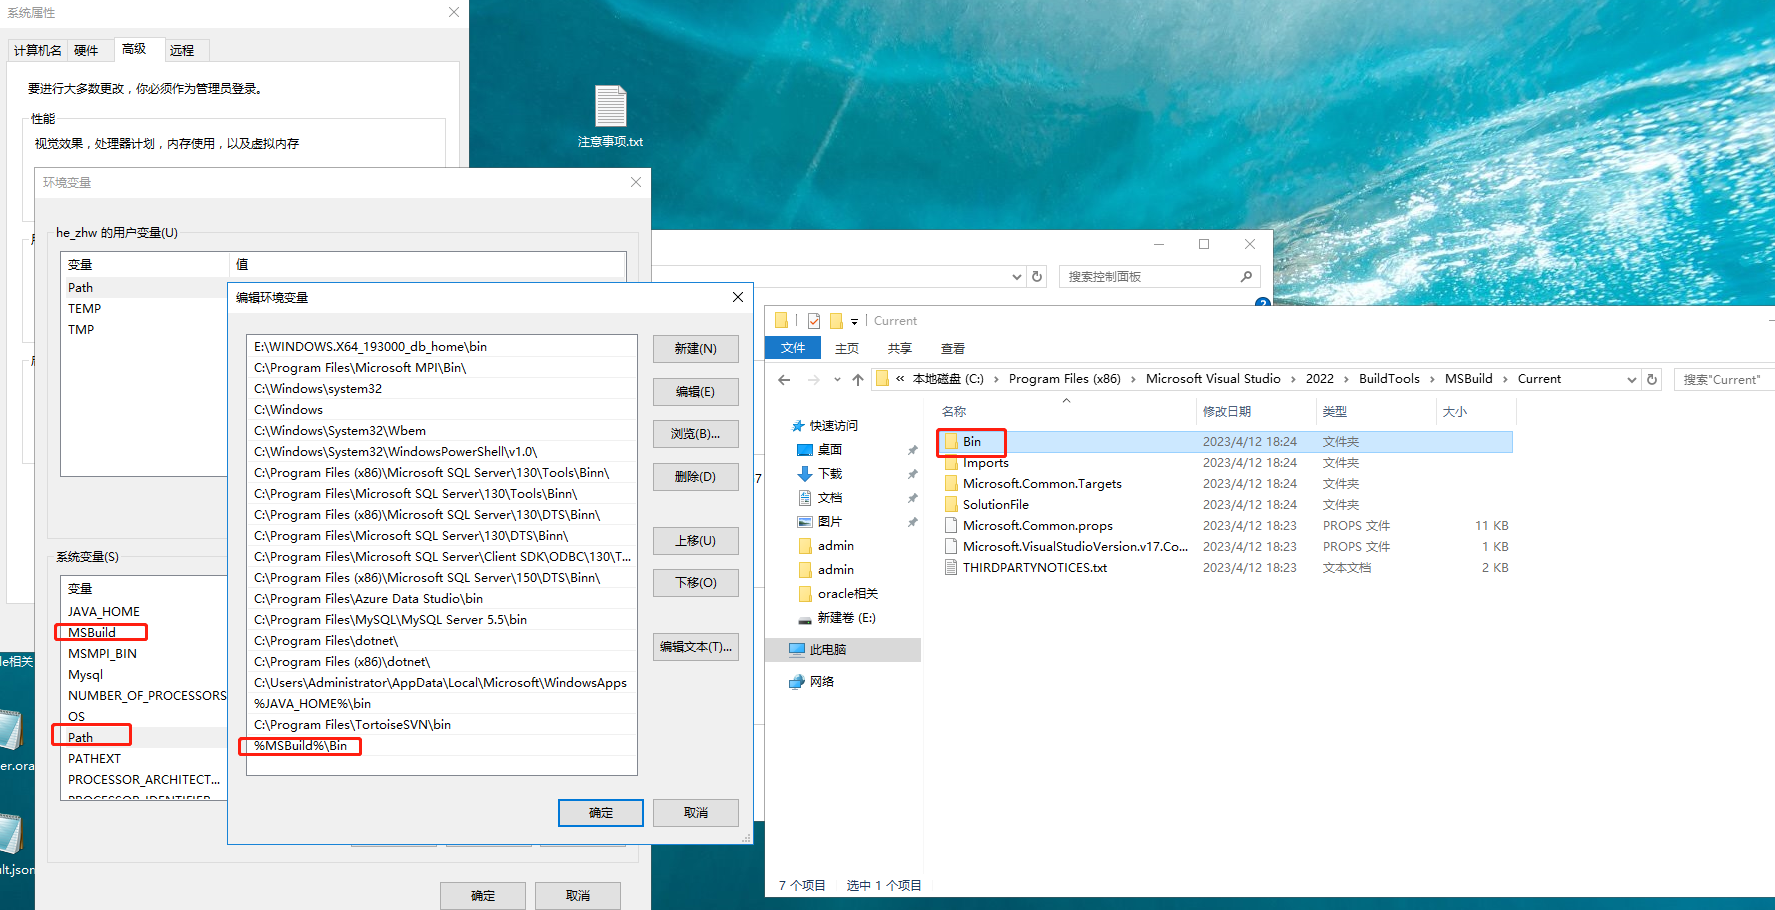 系统属性
计算机名 硬件 高级 远程
要进行大多数更改，你必须作为管理员登录。
性能
视觉效果，处理器计划，内存使用，以及虚拟内存
注意事项.txt
环境变量
he_zhw 的用户变量(U)
变量 值
Path
TEMP
TMP
系统变量(S)
变量
JAVA_HOME
MSBuild
MSMPI_BIN
Mysql
NUMBER_OF_PROCESSORS
OS
Path
PATHEXT
PROCESSOR_ARCHITECT...
PROCESSOR_IDENTIFIER
确定 取消
le相关
er.ora
lt.json
编辑环境变量
E:\WINDOWS.X64_193000_db_home\bin
C:\Program Files\Microsoft MPI\Bin\
C:\Windows\system32
C:\Windows
C:\Windows\System32\Wbem
C:\Windows\System32\WindowsPowerShell\v1.0\
C:\Program Files (x86)\Microsoft SQL Server\130\Tools\Binn\
C:\Program Files\Microsoft SQL Server\130\Tools\Binn\
C:\Program Files (x86)\Microsoft SQL Server\130\DTS\Binn\
C:\Program Files\Microsoft SQL Server\130\DTS\Binn\
C:\Program Files\Microsoft SQL Server\Client SDK\ODBC\130\T...
C:\Program Files (x86)\Microsoft SQL Server\150\DTS\Binn\
C:\Program Files\Azure Data Studio\bin
C:\Program Files\MySQL\MySQL Server 5.5\bin
C:\Program Files\dotnet\
C:\Program Files (x86)\dotnet\
C:\Users\Administrator\AppData\Local\Microsoft\WindowsApps
%JAVA_HOME%\bin
C:\Program Files\TortoiseSVN\bin
%MSBuild%\Bin
新建(N)
编辑(E)
浏览(B)...
删除(D)
上移(U)
下移(O)
编辑文本(T)...
确定 取消
搜索控制面板
?
7
Current
文件 主页 共享 查看
« 本地磁盘 (C:) › Program Files (x86) › Microsoft Visual Studio › 2022 › BuildTools › MSBuild › Current
搜索"Current"
快速访问
桌面
下载
文档
图片
admin
admin
oracle相关
新建卷 (E:)
此电脑
网络
名称 修改日期 类型 大小
Bin 2023/4/12 18:24 文件夹
Imports 2023/4/12 18:24 文件夹
Microsoft.Common.Targets 2023/4/12 18:24 文件夹
SolutionFile 2023/4/12 18:24 文件夹
Microsoft.Common.props 2023/4/12 18:23 PROPS 文件 11 KB
Microsoft.VisualStudioVersion.v17.Co... 2023/4/12 18:23 PROPS 文件 1 KB
THIRDPARTYNOTICES.txt 2023/4/12 18:23 文本文档 2 KB
7 个项目 选中 1 个项目